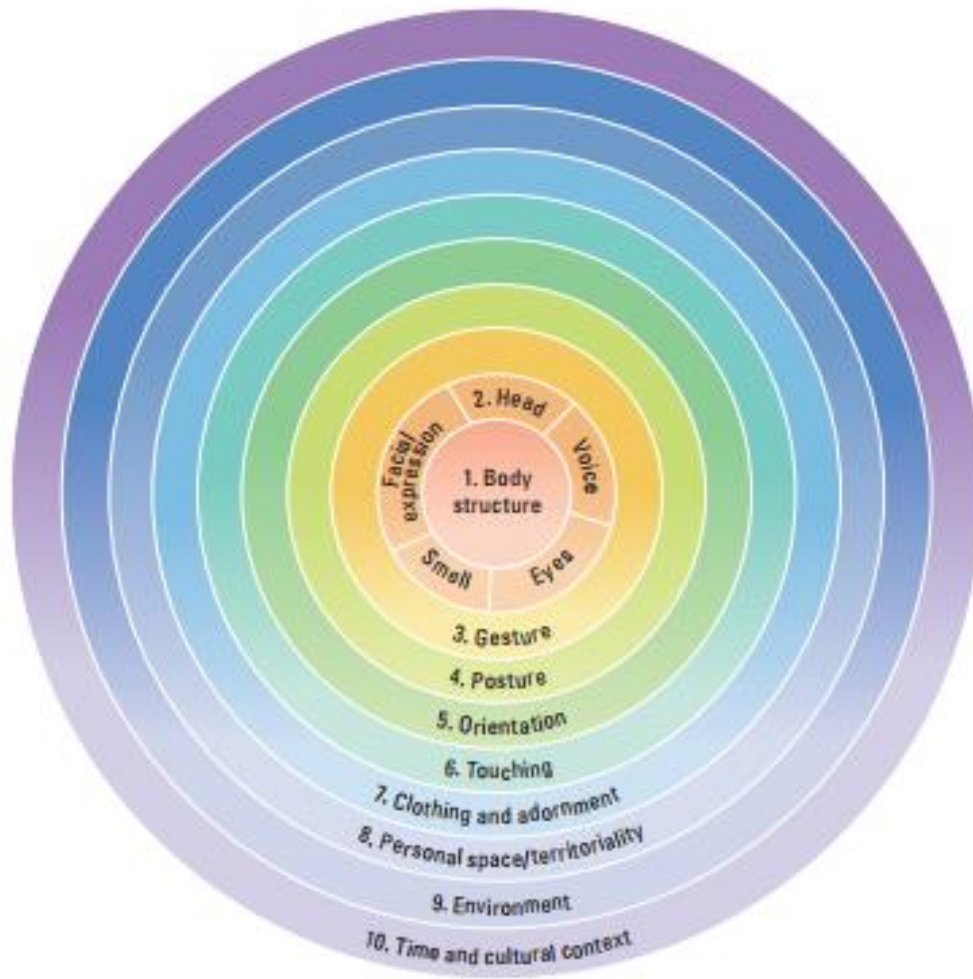 2. Head
Voice
Eyes
Smell
Facial/
expression
1. Body
structure
3. Gesture
4. Posture
5. Orientation
6. Touching
7. Clothing and adornment
8. Personal space/territoriality
9. Environment
10. Time and cultural context